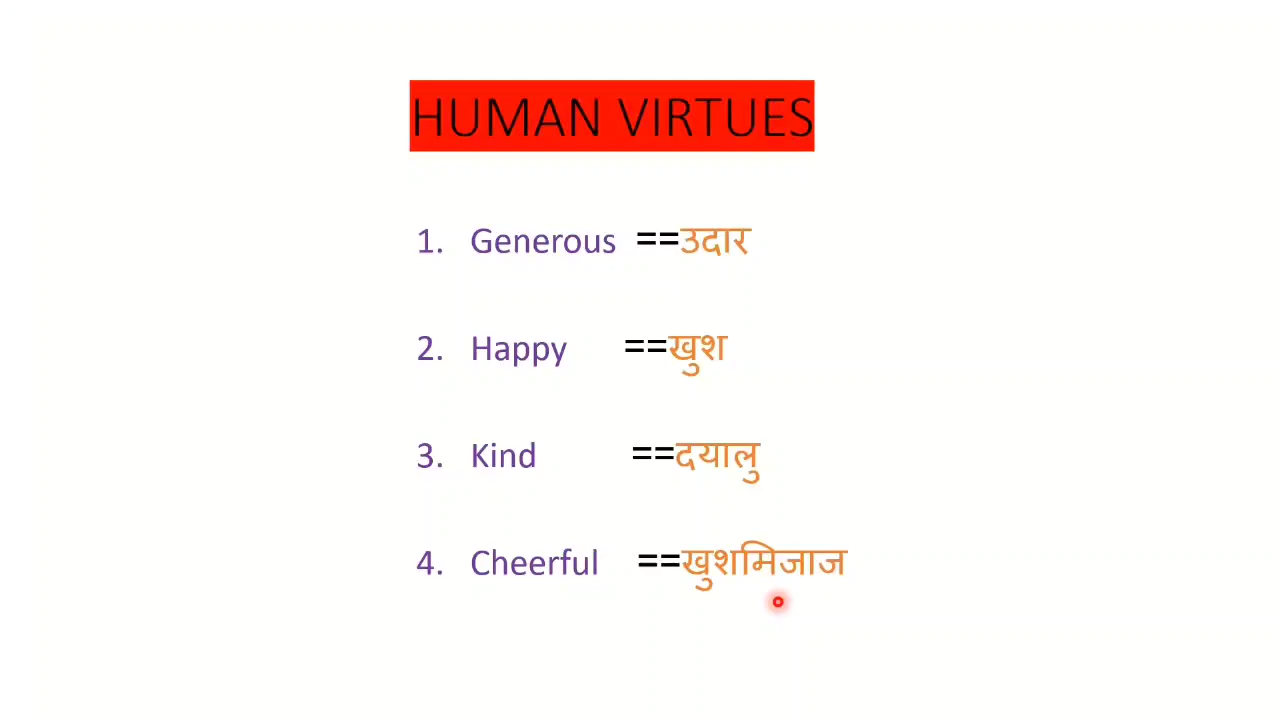 HUMAN VIRTUES
1. Generous ==उदार
2. Happy ==खुश
3. Kind ==दयालु
4. Cheerful ==खुशमिजाज